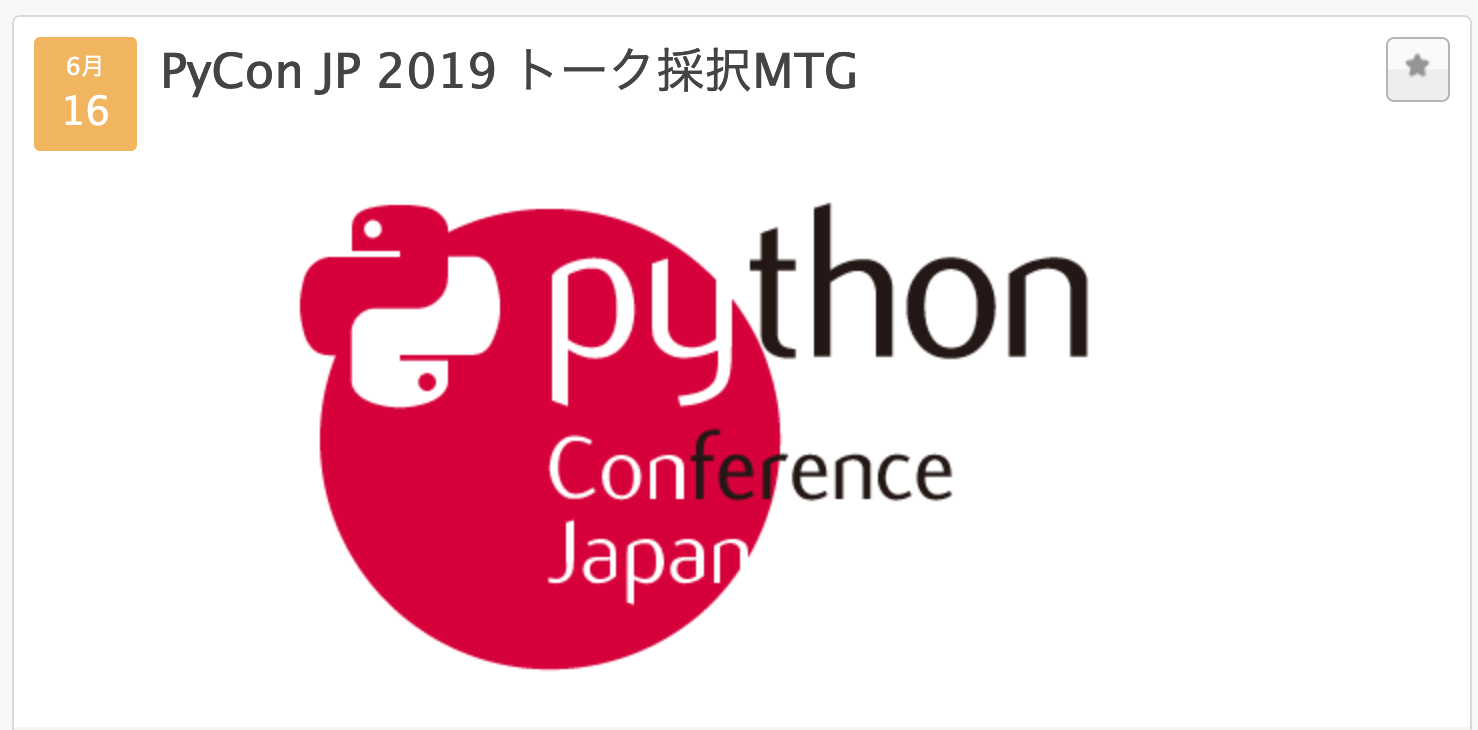 6月
16
PyCon JP 2019 トーク採択MTG
python
Conference
Japan